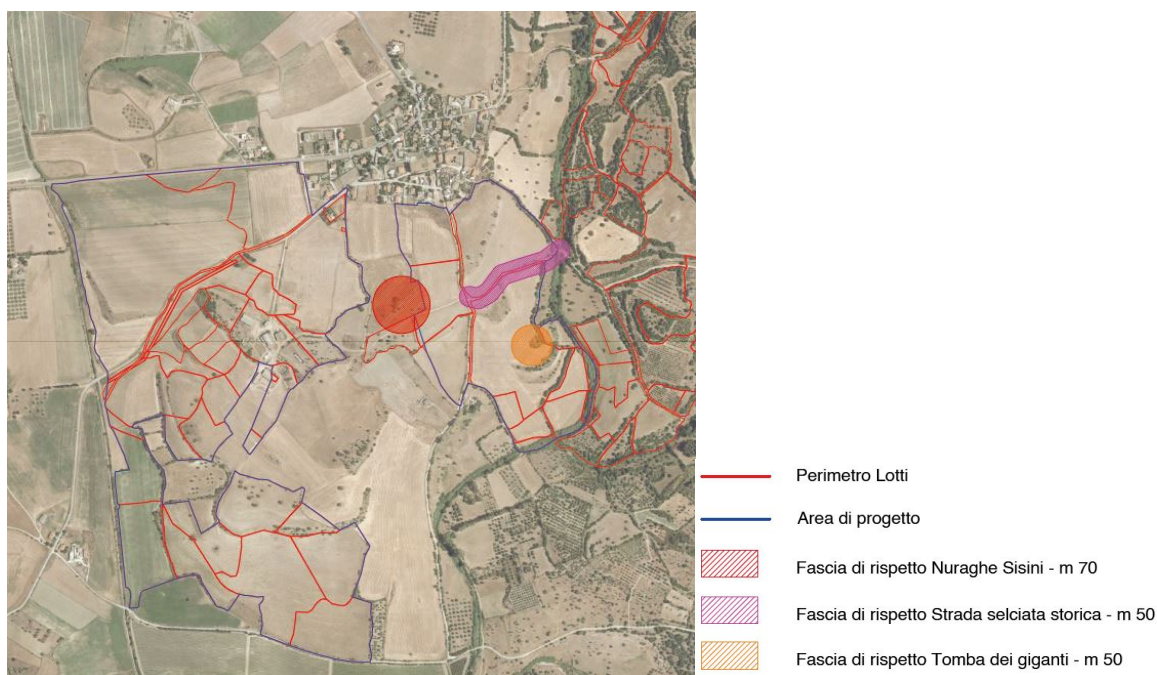 Perimetro Lotti
Area di progetto
Fascia di rispetto Nuraghe Sisini - m 70
Fascia di rispetto Strada selciata storica - m 50
Fascia di rispetto Tomba dei giganti - m 50